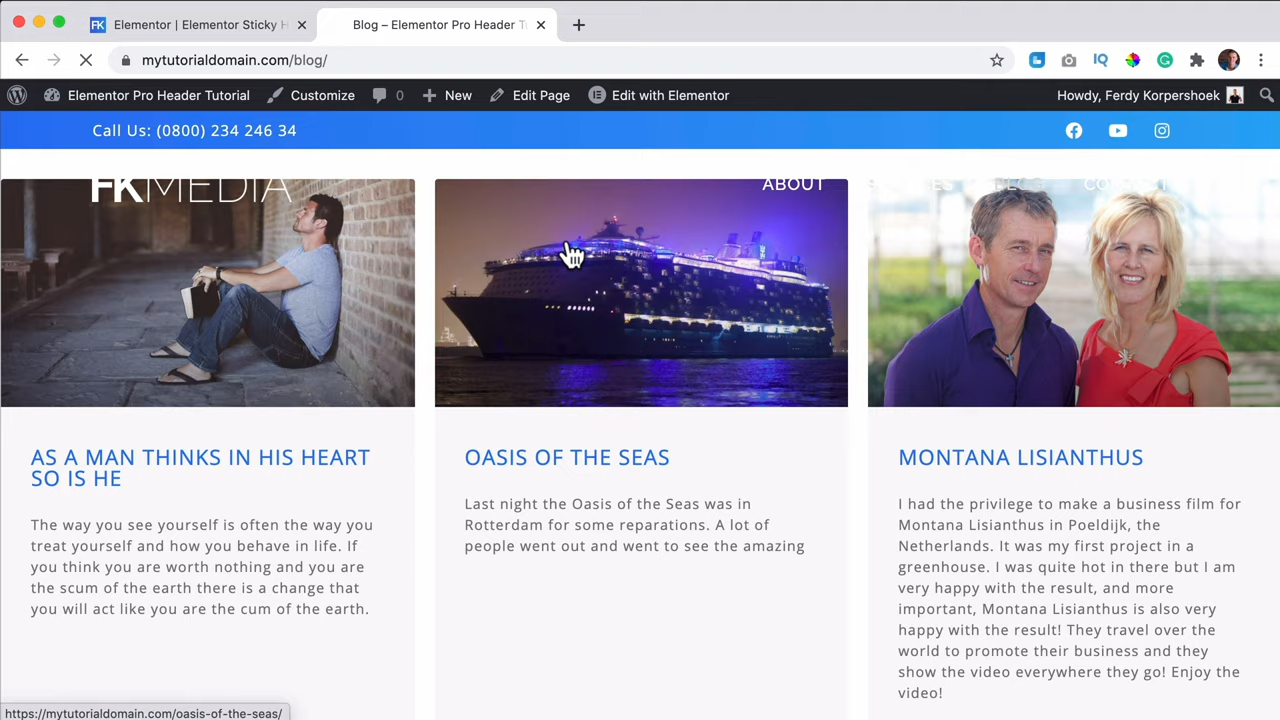 FK Elementor | Elementor Sticky H
Blog – Elementor Pro Header Tu
mytutorialdomain.com/blog/
IQ
Elementor Pro Header Tutorial
Customize
0
New
Edit Page
Edit with Elementor
Howdy, Ferdy Korpershoek
Call Us: (0800) 234 246 34
FKMEDIA
ABOUT
CONTACT
AS A MAN THINKS IN HIS HEART
SO IS HE
The way you see yourself is often the way you
treat yourself and how you behave in life. If
you think you are worth nothing and you are
the scum of the earth there is a change that
you will act like you are the cum of the earth.
OASIS OF THE SEAS
Last night the Oasis of the Seas was in
Rotterdam for some reparations. A lot of
people went out and went to see the amazing
MONTANA LISIANTHUS
I had the privilege to make a business film for
Montana Lisianthus in Poeldijk, the
Netherlands. It was my first project in a
greenhouse. I was quite hot in there but I am
very happy with the result, and more
important, Montana Lisianthus is also very
happy with the result! They travel over the
world to promote their business and they
show the video everywhere they go! Enjoy the
video!
https://mytutorialdomain.com/oasis-of-the-seas/